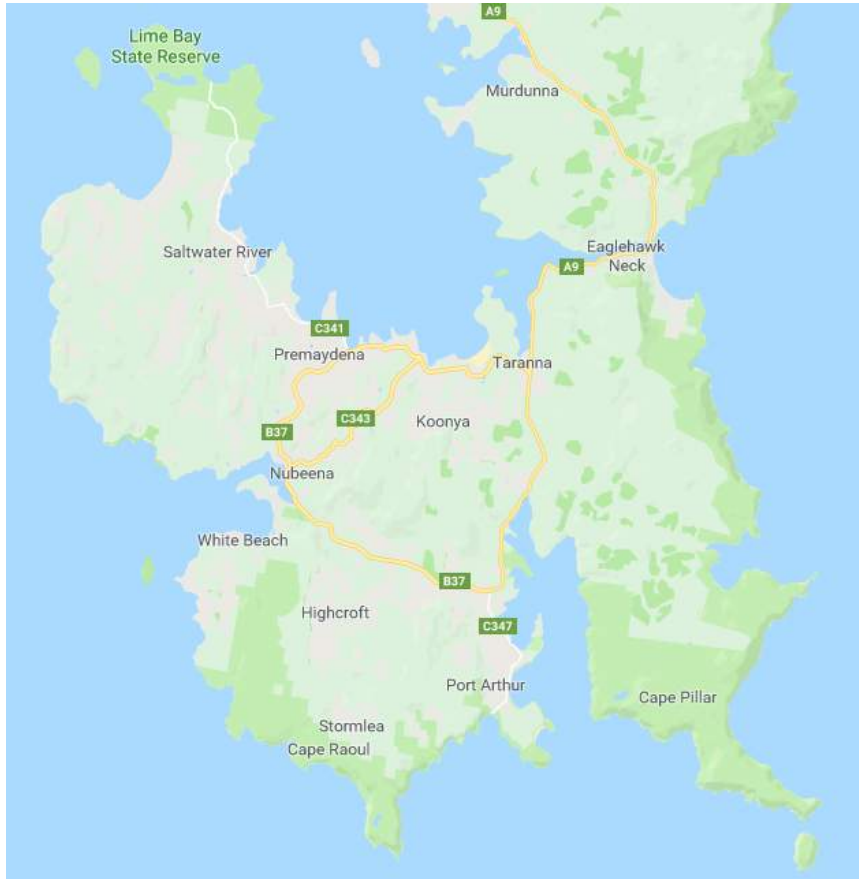 A9
Lime Bay
State Reserve
Murdunna
Eaglehawk
Neck
Saltwater River
A9
C341
Premaydena
Taranna
C343
Koonya
B37
Nubeena
White Beach
B37
Highcroft
C347
Port Arthur
Cape Pillar
Stormlea
Cape Raoul